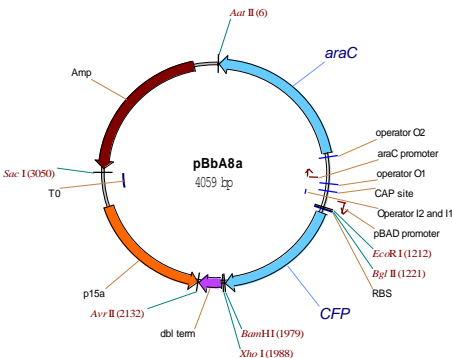 Aat II (6)
araC
Amp
operator O2
araC promoter
pBbA8a
4059 bp
operator O1
Sac I (3050)
CAP site
T0
Operator I2 and I1
pBAD promoter
EcoR I (1212)
Bgl II (1221)
RBS
p15a
CFP
Avr II (2132)
dbl term
BamH I (1979)
Xho I (1988)